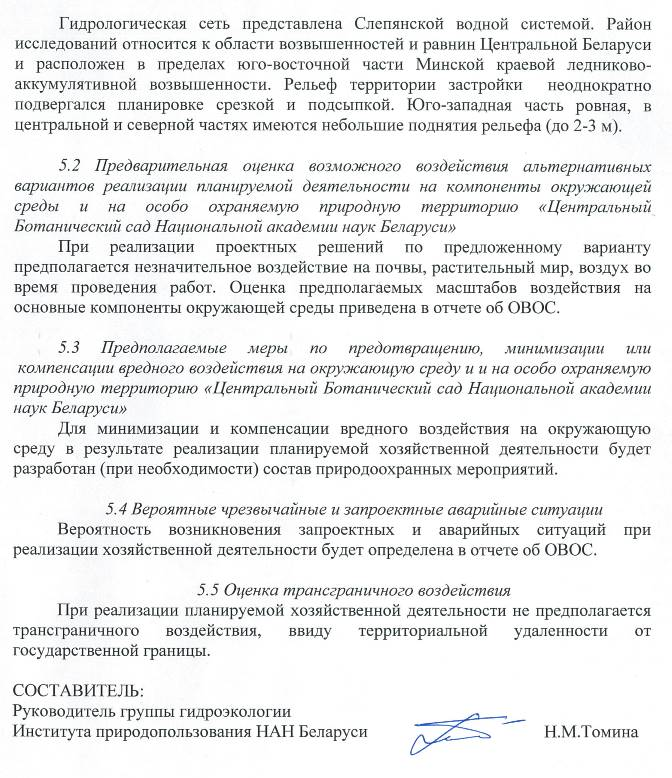 Гидрологическая сеть представлена Слепянской водной системой. Район
исследований относится к области возвышенностей и равнин Центральной Беларуси
и расположен в пределах юго-восточной части Минской краевой ледниково-
аккумулятивной возвышенности. Рельеф территории застройки неоднократно
подвергался планировке срезкой и подсыпкой. Юго-западная часть ровная, в
центральной и северной частях имеются небольшие поднятия рельефа (до 2-3 м).
5.2 Предварительная оценка возможного воздействия альтернативных
вариантов реализации планируемой деятельности на компоненты окружающей
среды и на особо охраняемую природную территорию «Центральный
Ботанический сад Национальной академии наук Беларуси»
При реализации проектных решений по предложенному варианту
предполагается незначительное воздействие на почвы, растительный мир, воздух во
время проведения работ. Оценка предполагаемых масштабов воздействия на
основные компоненты окружающей среды приведена в отчете об ОВОС.
5.3 Предполагаемые меры по предотвращению, минимизации или
компенсации вредного воздействия на окружающую среду и и на особо охраняемую
природную территорию «Центральный Ботанический сад Национальной академии
наук Беларуси»
Для минимизации и компенсации вредного воздействия на окружающую
среду в результате реализации планируемой хозяйственной деятельности будет
разработан (при необходимости) состав природоохранных мероприятий.
5.4 Вероятные чрезвычайные и запроектные аварийные ситуации
Вероятность возникновения запроектных и аварийных ситуаций при
реализации хозяйственной деятельности будет определена в отчете об ОВОС.
5.5 Оценка трансграничного воздействия
При реализации планируемой хозяйственной деятельности не предполагается
трансграничного воздействия, ввиду территориальной удаленности от
государственной границы.
СОСТАВИТЕЛЬ:
Руководитель группы гидроэкологии
Института природопользования НАН Беларуси Н.М.Томина